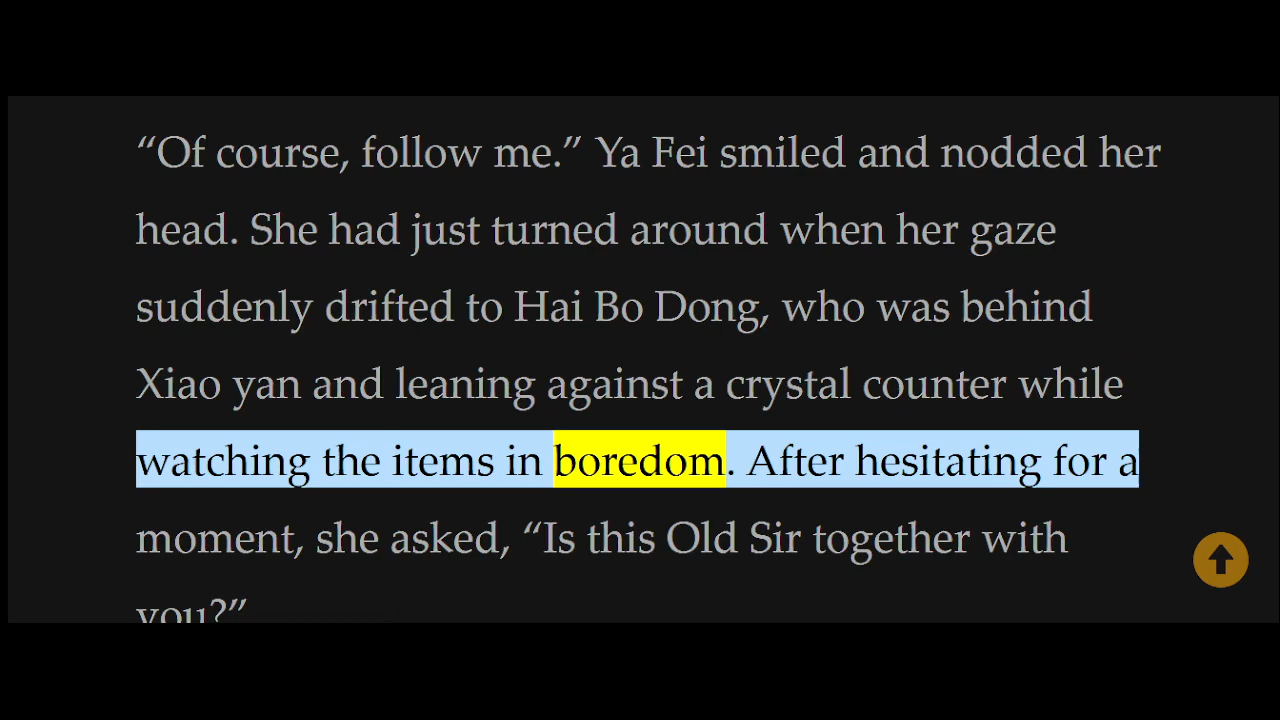 “Of course, follow me.” Ya Fei smiled and nodded her
head. She had just turned around when her gaze
suddenly drifted to Hai Bo Dong, who was behind
Xiao yan and leaning against a crystal counter while
watching the items in boredom. After hesitating for a
moment, she asked, “Is this Old Sir together with
you?”